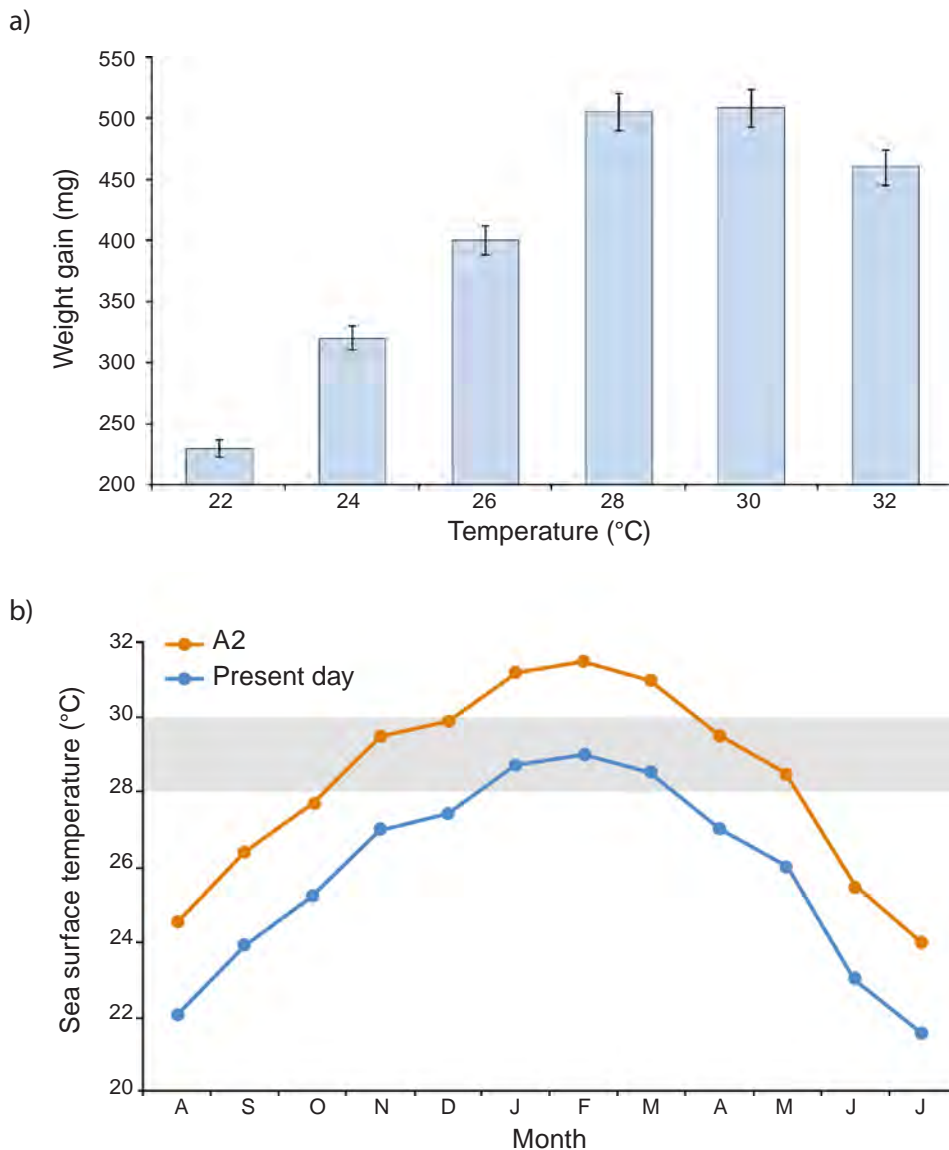 a)
550
500
450
400
350
300
250
200
Weight gain (mg)
22 24 26 28 30 32
Temperature (°C)
b)
A2
Present day
32
30
28
26
24
22
20
Sea surface temperature (°C)
A S O N D J F M A M J J
Month